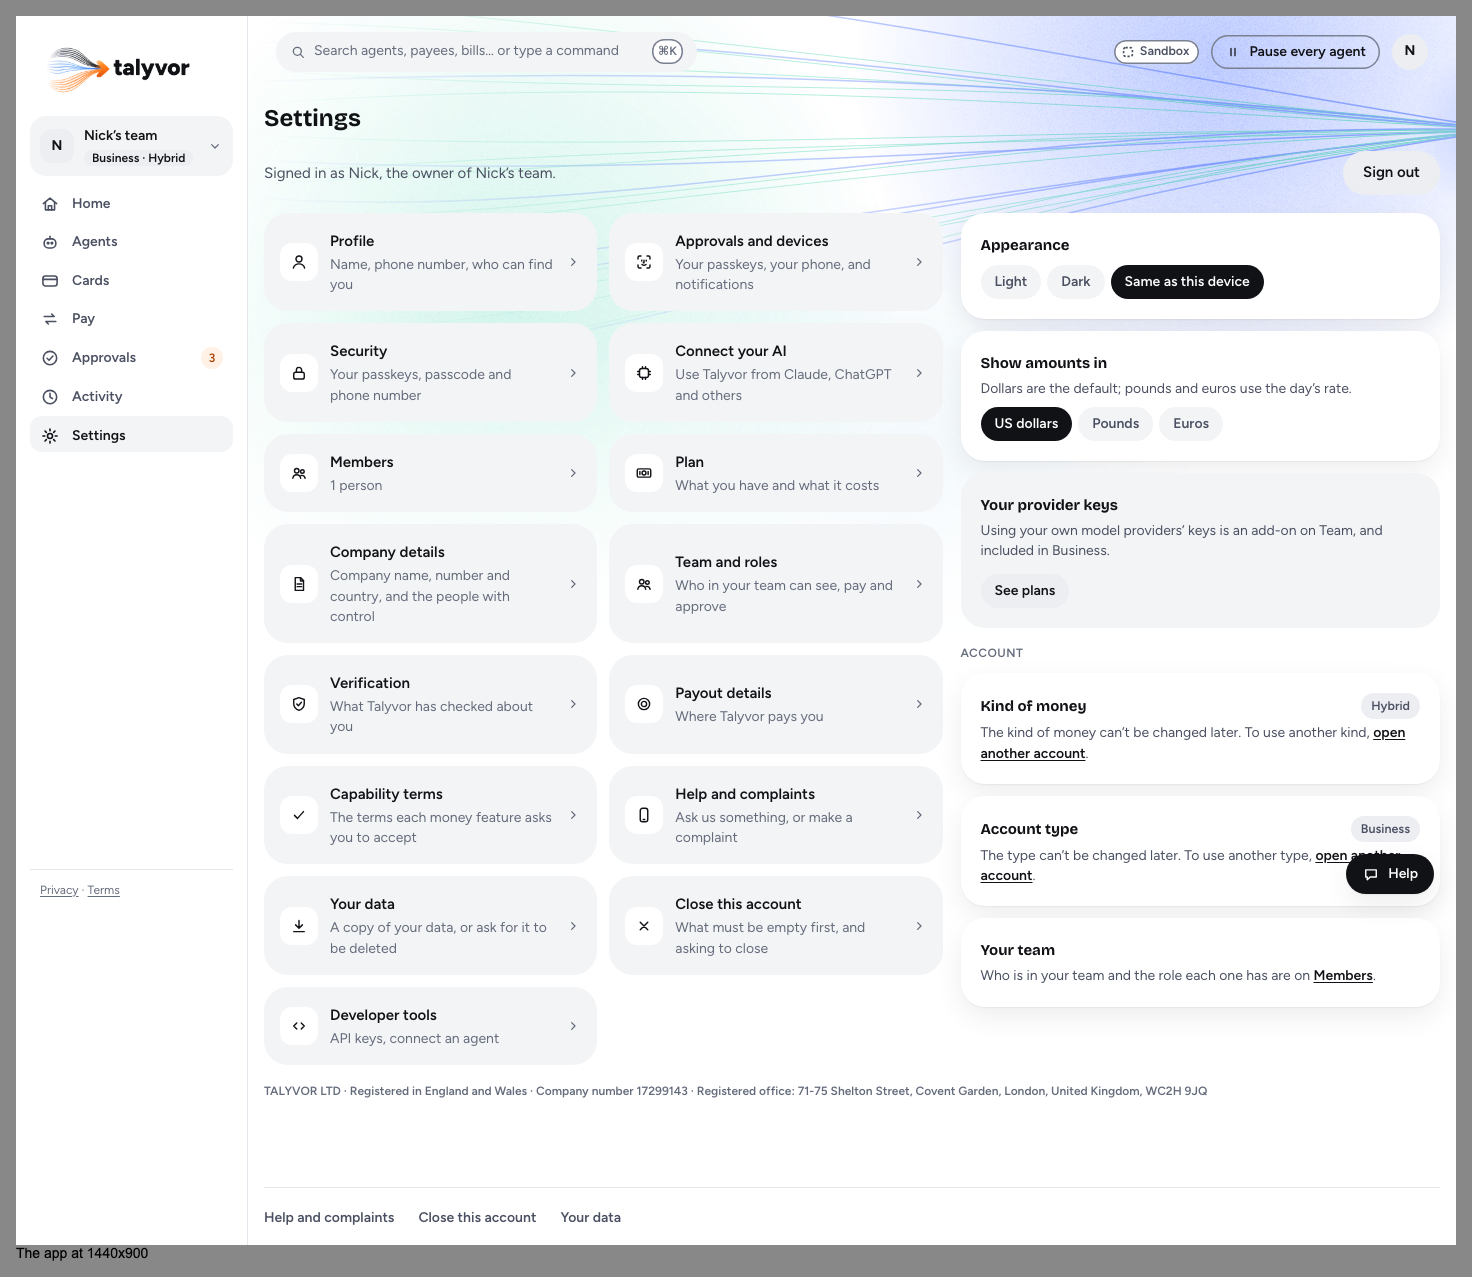 talyvor
N
Nick's team
Business · Hybrid
Home
Agents
Cards
Pay
Approvals
3
Activity
Settings
Privacy · Terms
Search agents, payees, bills... or type a command
⌘K
Sandbox
Pause every agent
N
Settings
Signed in as Nick, the owner of Nick's team.
Sign out
Profile
Name, phone number, who can find
you
Approvals and devices
Your passkeys, your phone, and
notifications
Security
Your passkeys, passcode and
phone number
Connect your AI
Use Talyvor from Claude, ChatGPT
and others
Members
1 person
Plan
What you have and what it costs
Company details
Company name, number and
country, and the people with
control
Team and roles
Who in your team can see, pay and
approve
Verification
What Talyvor has checked about
you
Payout details
Where Talyvor pays you
Capability terms
The terms each money feature asks
you to accept
Help and complaints
Ask us something, or make a
complaint
Your data
A copy of your data, or ask for it to
be deleted
Close this account
What must be empty first, and
asking to close
Developer tools
API keys, connect an agent
Appearance
Light
Dark
Same as this device
Show amounts in
Dollars are the default; pounds and euros use the day's rate.
US dollars
Pounds
Euros
Your provider keys
Using your own model providers' keys is an add-on on Team, and
included in Business.
See plans
ACCOUNT
Kind of money
Hybrid
The kind of money can't be changed later. To use another kind, open
another account.
Account type
Business
The type can't be changed later. To use another type, open another
account.
Help
Your team
Who is in your team and the role each one has are on Members.
TALYVOR LTD · Registered in England and Wales · Company number 17299143 · Registered office: 71-75 Shelton Street, Covent Garden, London, United Kingdom, WC2H 9JQ
Help and complaints
Close this account
Your data
The app at 1440x900